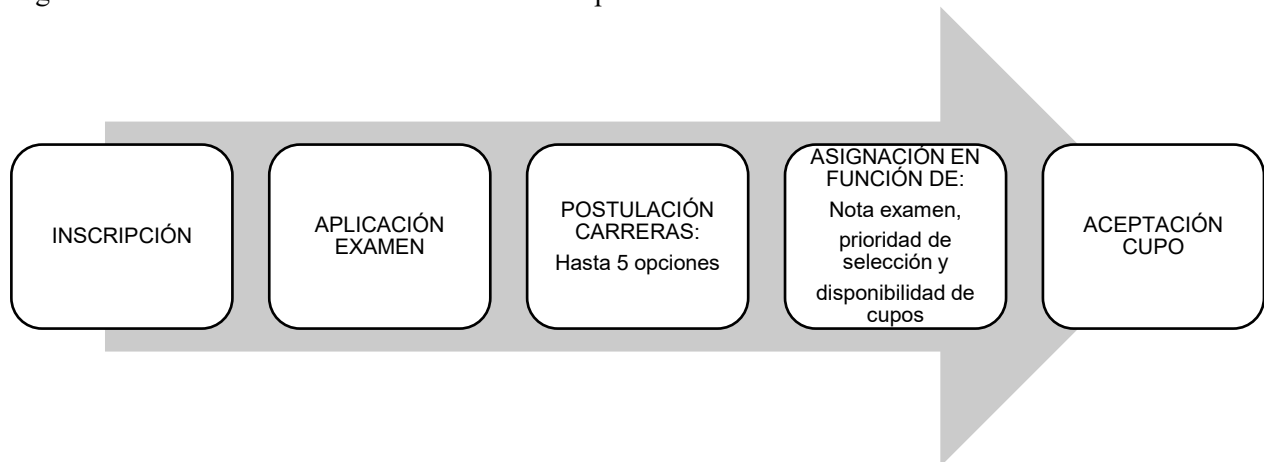 INSCRIPCIÓN
APLICACIÓN
EXAMEN
POSTULACIÓN
CARRERAS:
Hasta 5 opciones
ASIGNACIÓN EN
FUNCIÓN DE:
Nota examen,
prioridad de
selección y
disponibilidad de
cupos
ACEPTACIÓN
CUPO